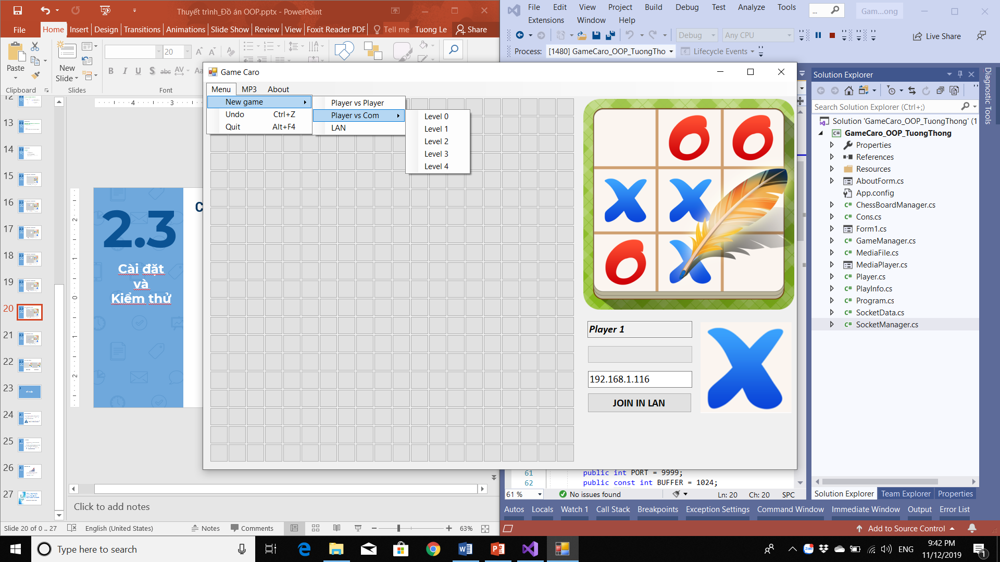 Thuyết trình_Đồ án OOP.pptx - PowerPoint
File Home Insert Design Transitions Animations Slide Show Review View Foxit Reader PDF Tell me Tuong Le Share
Paste
New
Slide
20
Clipboard
Slides
Font
4 3
12
13
14
15
16
17
18
19
20
21
22
23
24
25
26
27
2.3
Cài đặt
và
Kiểm thử
C
Click to add notes
Slide 20 of 0 .. 27 English (United States) Notes Comments 63%
Game Caro
Menu MP3 About
New game
Undo Ctrl+Z
Quit Alt+F4
Player vs Player
Player vs Com
LAN
Level 0
Level 1
Level 2
Level 3
Level 4
Player 1
192.168.1.116
JOIN IN LAN
File Edit View Project Build Debug Test Analyze Tools
Extensions Window Help
... Gam...ong
Debug Any CPU Live Share
Process: [1480] GameCaro_OOP_TuongTho Lifecycle Events
Solution Explorer
Diagnostic Tools
Search Solution Explorer (Ctrl+;)
Solution 'GameCaro_OOP_TuongThong' (1
GameCaro_OOP_TuongThong
Properties
References
Resources
AboutForm.cs
App.config
ChessBoardManager.cs
Cons.cs
Form1.cs
GameManager.cs
MediaFile.cs
MediaPlayer.cs
Player.cs
PlayInfo.cs
Program.cs
SocketData.cs
SocketManager.cs
61 public int PORT = 9999;
62 public const int BUFFER = 1024;
61 % No issues found Ln: 20 Ch: 20 SPC
Solution Explorer Team Explorer Properties
Autos Locals Watch 1 Call Stack Breakpoints Exception Settings Command Window Immediate Window Output Error List
Add to Source Control
Type here to search
Zalo
ENG
9:42 PM
11/12/2019
1